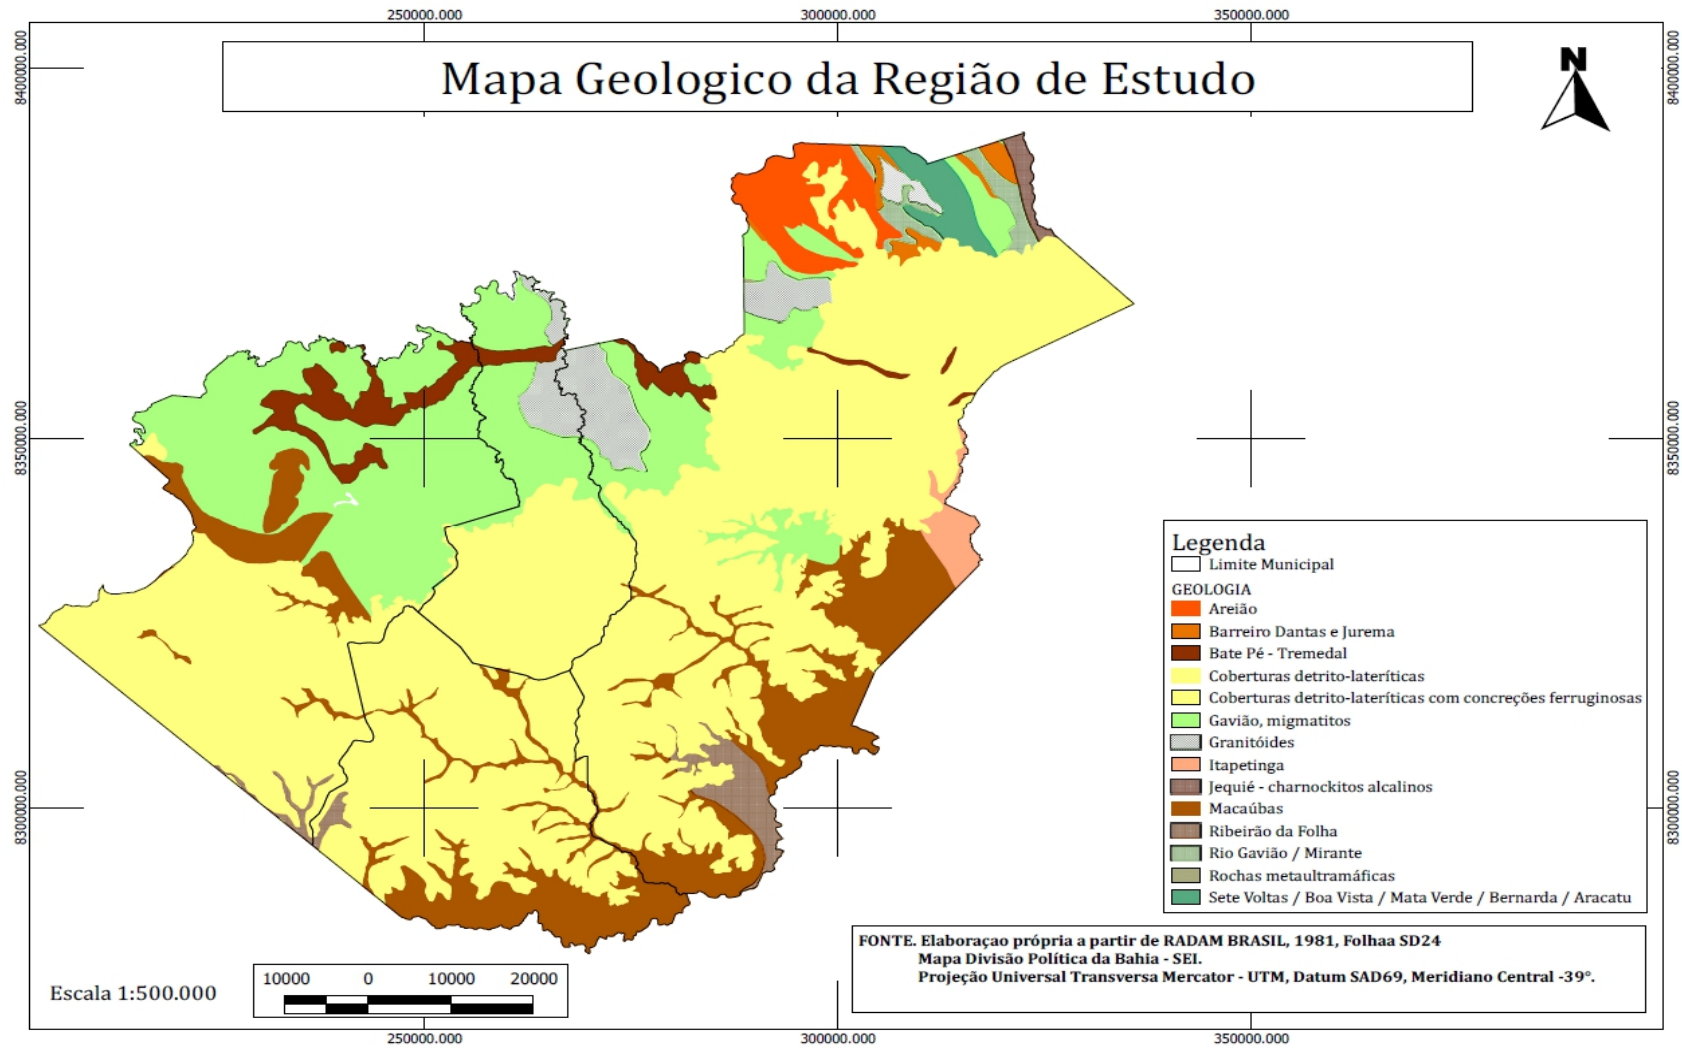 250000.000
300000.000
350000.000
8400000.000
8400000.000
Mapa Geologico da Região de Estudo
N
8350000.000
8350000.000
Legenda
Limite Municipal
GEOLOGIA
Areião
Barreiro Dantas e Jurema
Bate Pé - Tremedal
Coberturas detrito-lateríticas
Coberturas detrito-lateríticas com concreções ferruginosas
Gavião, migmatitos
Granitóides
Itapetinga
Jequié - charnockitos alcalinos
Macaúbas
Ribeirão da Folha
Rio Gavião / Mirante
Rochas metaultramáficas
Sete Voltas / Boa Vista / Mata Verde / Bernarda / Aracatu
8300000.000
8300000.000
FONTE. Elaboraçao própria a partir de RADAM BRASIL, 1981, Folhaa SD24
Mapa Divisão Política da Bahia - SEI.
Projeção Universal Transversa Mercator - UTM, Datum SAD69, Meridiano Central -39°.
Escala 1:500.000
10000 0 10000 20000
250000.000
300000.000
350000.000